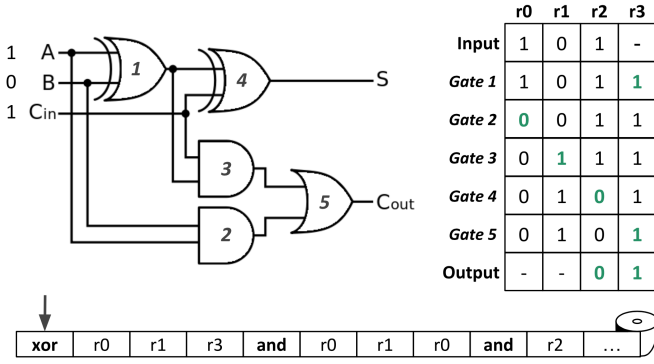 r0 r1 r2 r3
Input 1 0 1 -
Gate 1 1 0 1 1
Gate 2 0 0 1 1
Gate 3 0 1 1 1
Gate 4 0 1 0 1
Gate 5 0 1 0 1
Output - - 0 1
1 A
0 B
1 Cin
1
4
S
3
5
Cout
2
xor r0 r1 r3 and r0 r1 r0 and r2 ...